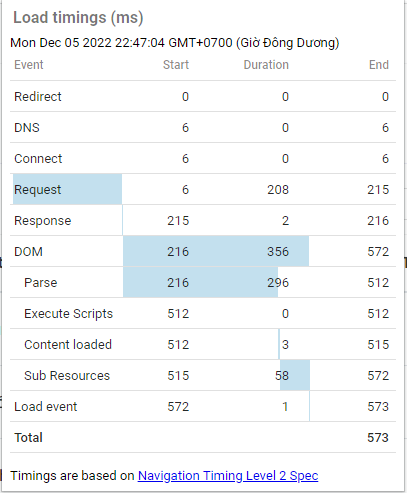 Load timings (ms)
Mon Dec 05 2022 22:47:04 GMT+0700 (Giờ Đông Dương)
Event Start Duration End
Redirect 0 0 0
DNS 6 0 6
Connect 6 0 6
Request 6 208 215
Response 215 2 216
DOM 216 356 572
Parse 216 296 512
Execute Scripts 512 0 512
Content loaded 512 3 515
Sub Resources 515 58 572
Load event 572 1 573
Total 573
Timings are based on Navigation Timing Level 2 Spec